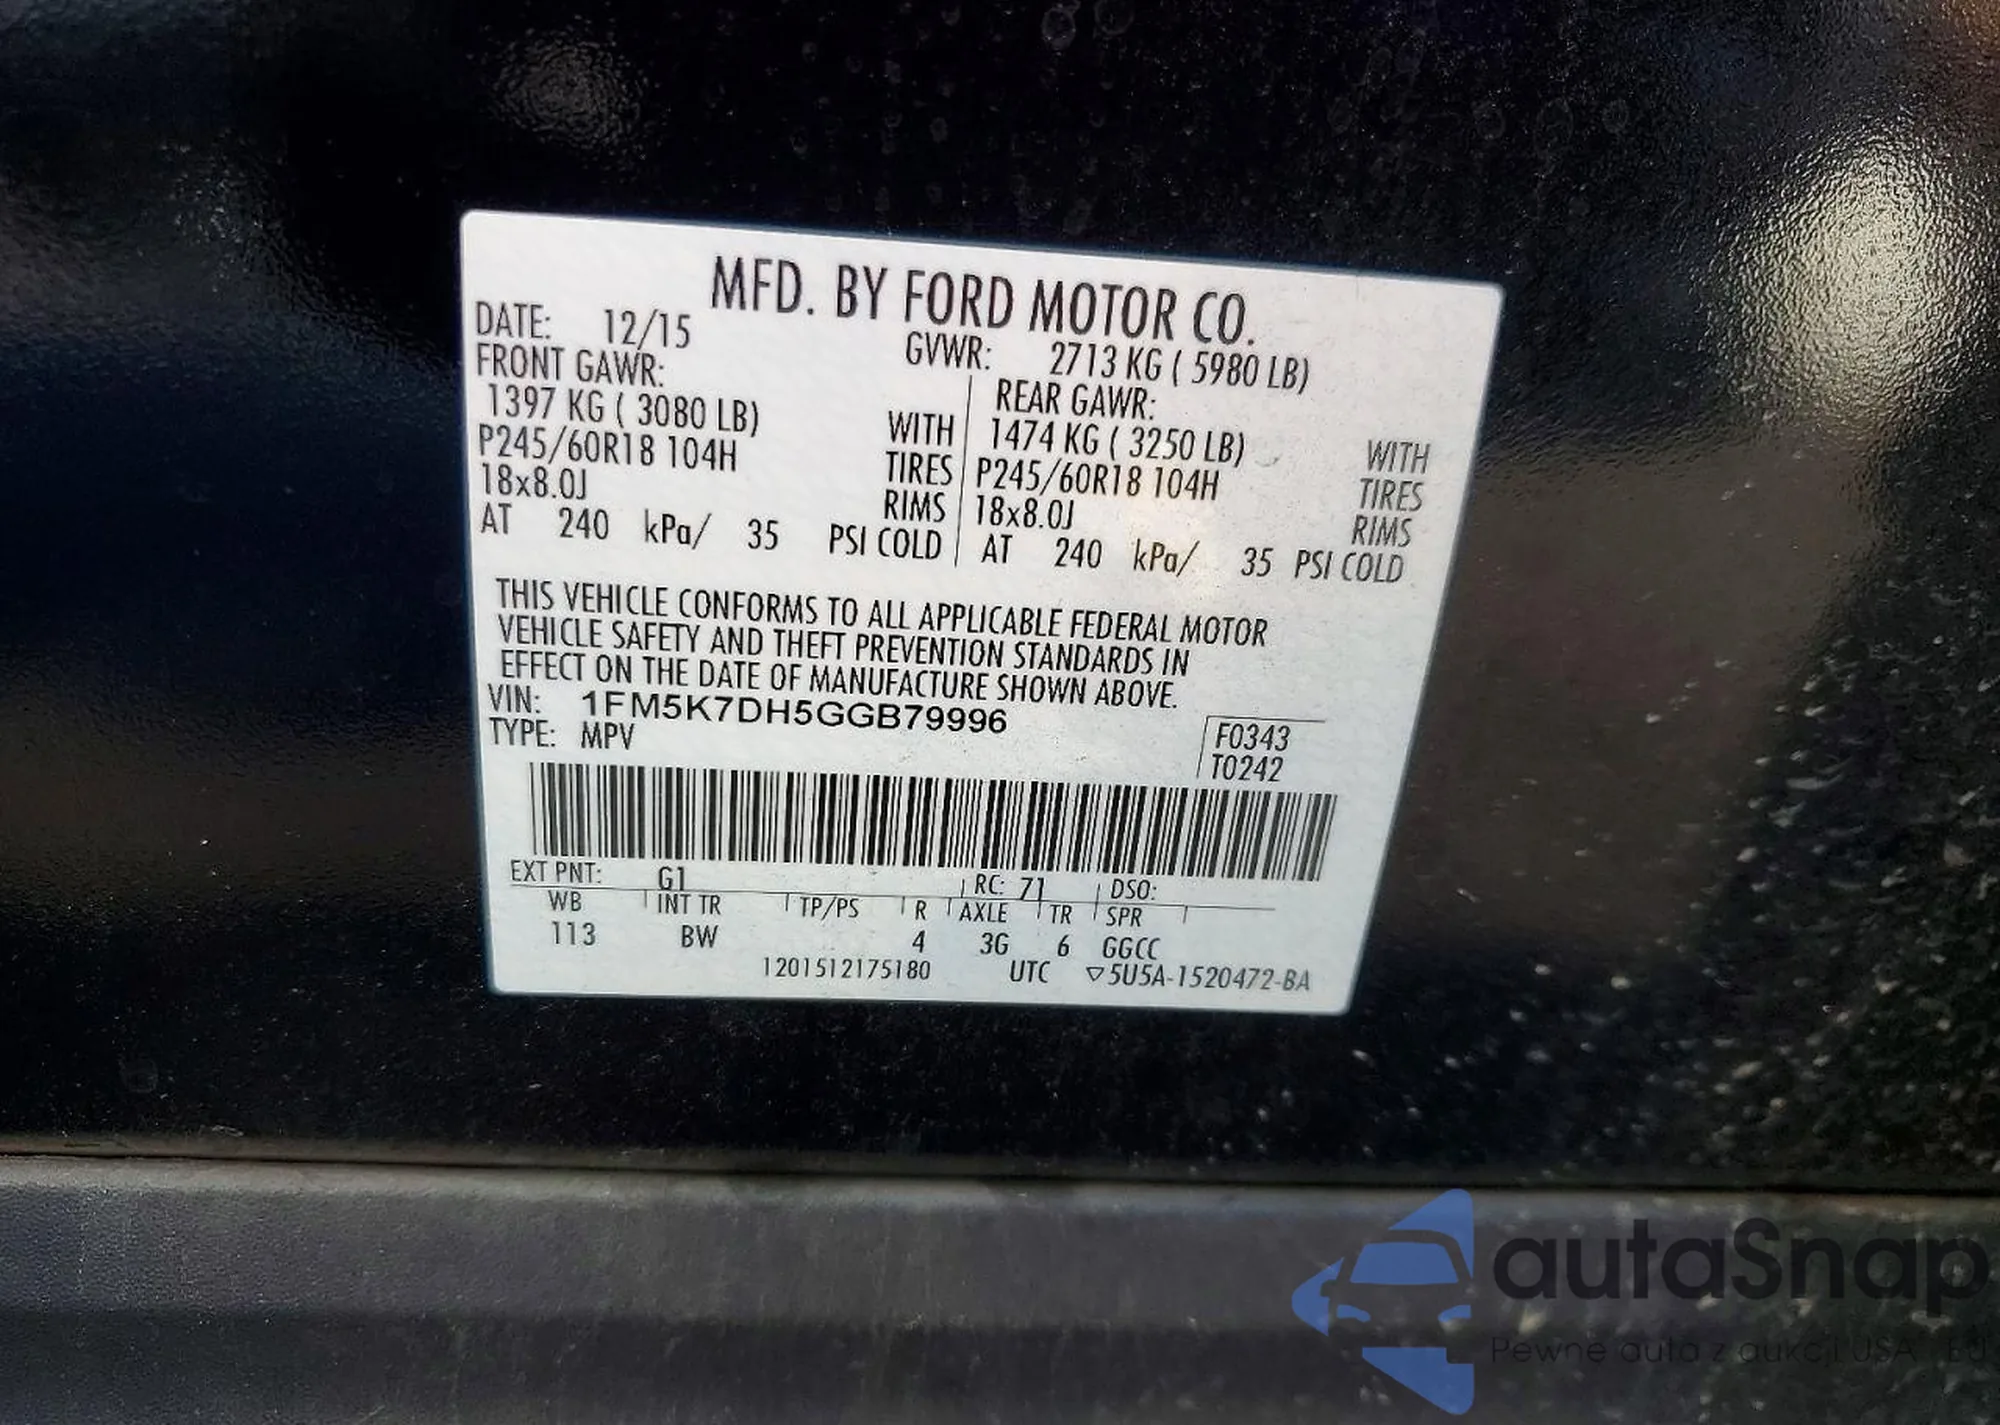 MFD. BY FORD MOTOR CO.
DATE: 12/15 GVWR: 2713 KG ( 5980 LB)
FRONT GAWR: REAR GAWR:
1397 KG ( 3080 LB) WITH 1474 KG ( 3250 LB) WITH
P245/60R18 104H TIRES P245/60R18 104H TIRES
18x8.0J RIMS 18x8.0J RIMS
AT 240 kPa/ 35 PSI COLD AT 240 kPa/ 35 PSI COLD
THIS VEHICLE CONFORMS TO ALL APPLICABLE FEDERAL MOTOR
VEHICLE SAFETY AND THEFT PREVENTION STANDARDS IN
EFFECT ON THE DATE OF MANUFACTURE SHOWN ABOVE.
VIN: 1FM5K7DH5GGB79996
TYPE: MPV F0343
T0242
EXT PNT: G1 RC: 71 DSO:
WB INT TR TP/PS R AXLE TR SPR
113 BW 4 3G 6 GGCC
1201512175180 UTC ▽5U5A-1520472-BA
autaSnap
Pewne auta z aukcji USA i EU